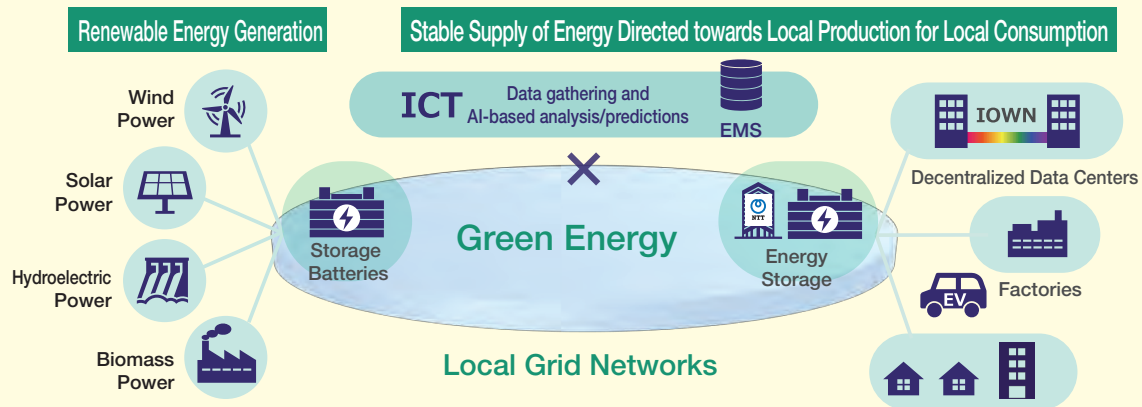 Renewable Energy Generation
Stable Supply of Energy Directed towards Local Production for Local Consumption
Wind
Power
Solar
Power
Hydroelectric
Power
Biomass
Power
ICT
Data gathering and
AI-based analysis/predictions
EMS
Storage
Batteries
Green Energy
NTT
Energy
Storage
Local Grid Networks
IOWN
Decentralized Data Centers
Factories
EV